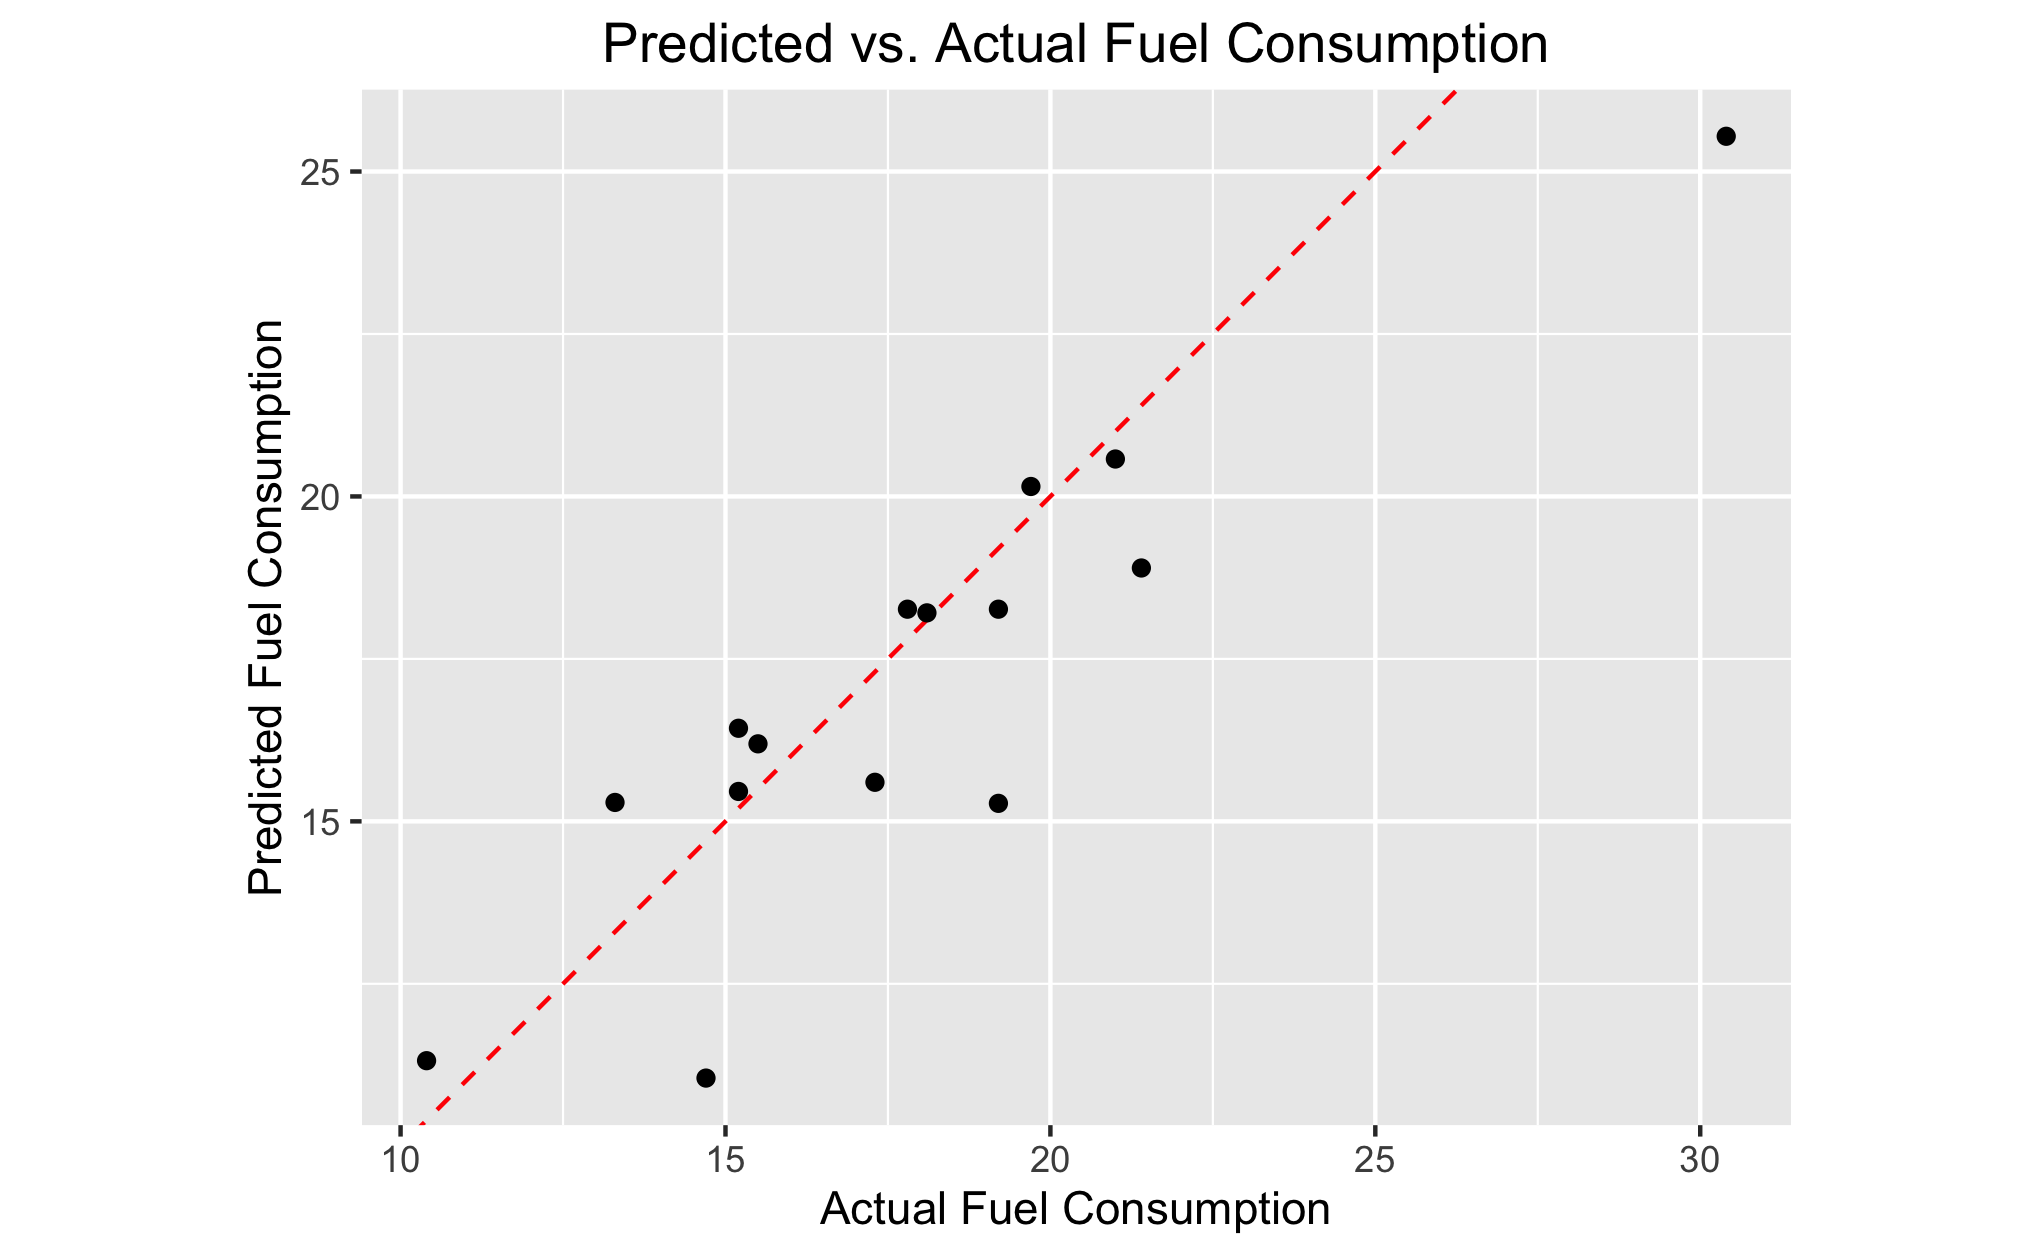 Predicted vs. Actual Fuel Consumption
Predicted Fuel Consumption
25
20
15
10 15 20 25 30
Actual Fuel Consumption